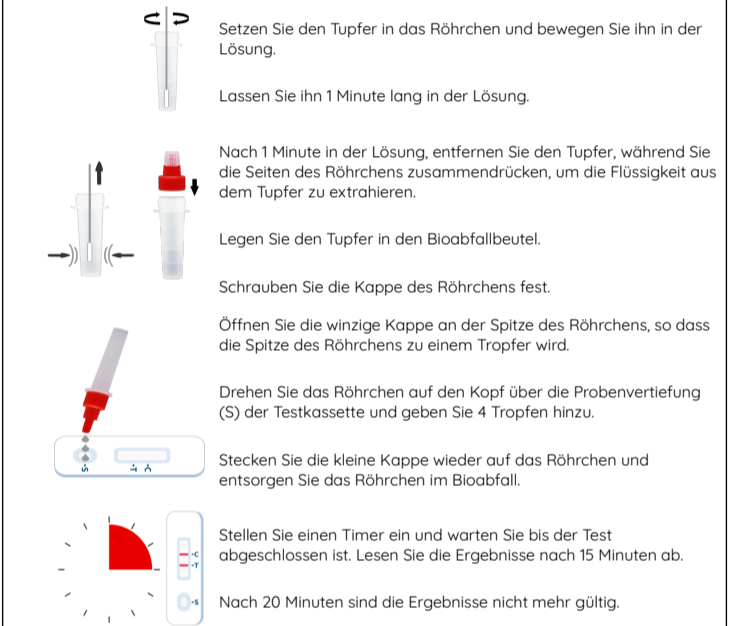 Setzen Sie den Tupfer in das Röhrchen und bewegen Sie ihn in der
Lösung.
Lassen Sie ihn 1 Minute lang in der Lösung.
Nach 1 Minute in der Lösung, entfernen Sie den Tupfer, während Sie
die Seiten des Röhrchens zusammendrücken, um die Flüssigkeit aus
dem Tupfer zu extrahieren.
Legen Sie den Tupfer in den Bioabfallbeutel.
Schrauben Sie die Kappe des Röhrchens fest.
Öffnen Sie die winzige Kappe an der Spitze des Röhrchens, so dass
die Spitze des Röhrchens zu einem Tropfer wird.
Drehen Sie das Röhrchen auf den Kopf über die Probenvertiefung
(S) der Testkassette und geben Sie 4 Tropfen hinzu.
-S -T -C
Stecken Sie die kleine Kappe wieder auf das Röhrchen und
entsorgen Sie das Röhrchen im Bioabfall.
Stellen Sie einen Timer ein und warten Sie bis der Test
abgeschlossen ist. Lesen Sie die Ergebnisse nach 15 Minuten ab.
-C
-T
-S
Nach 20 Minuten sind die Ergebnisse nicht mehr gültig.